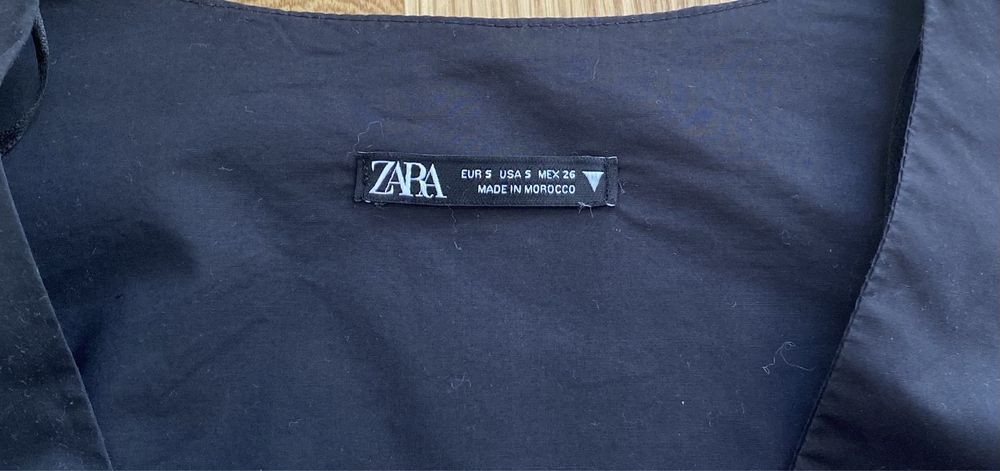 ZARA
EUR S USA S MEX 26
MADE IN MOROCCO